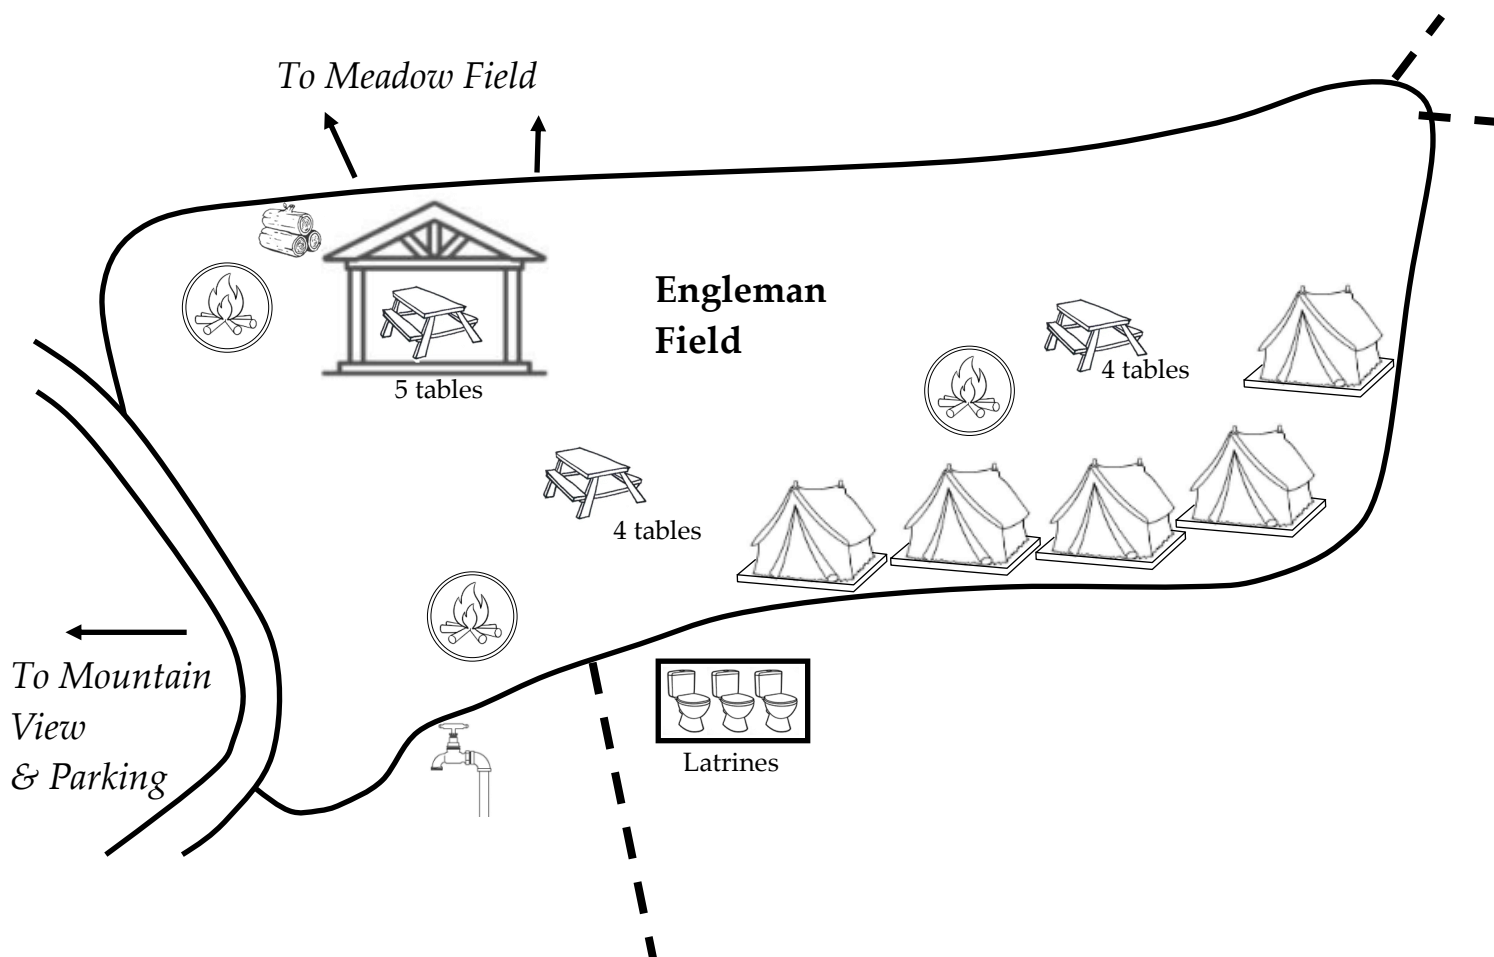 To Meadow Field
Engleman
Field
5 tables
4 tables
4 tables
To Mountain
View
& Parking
Latrines